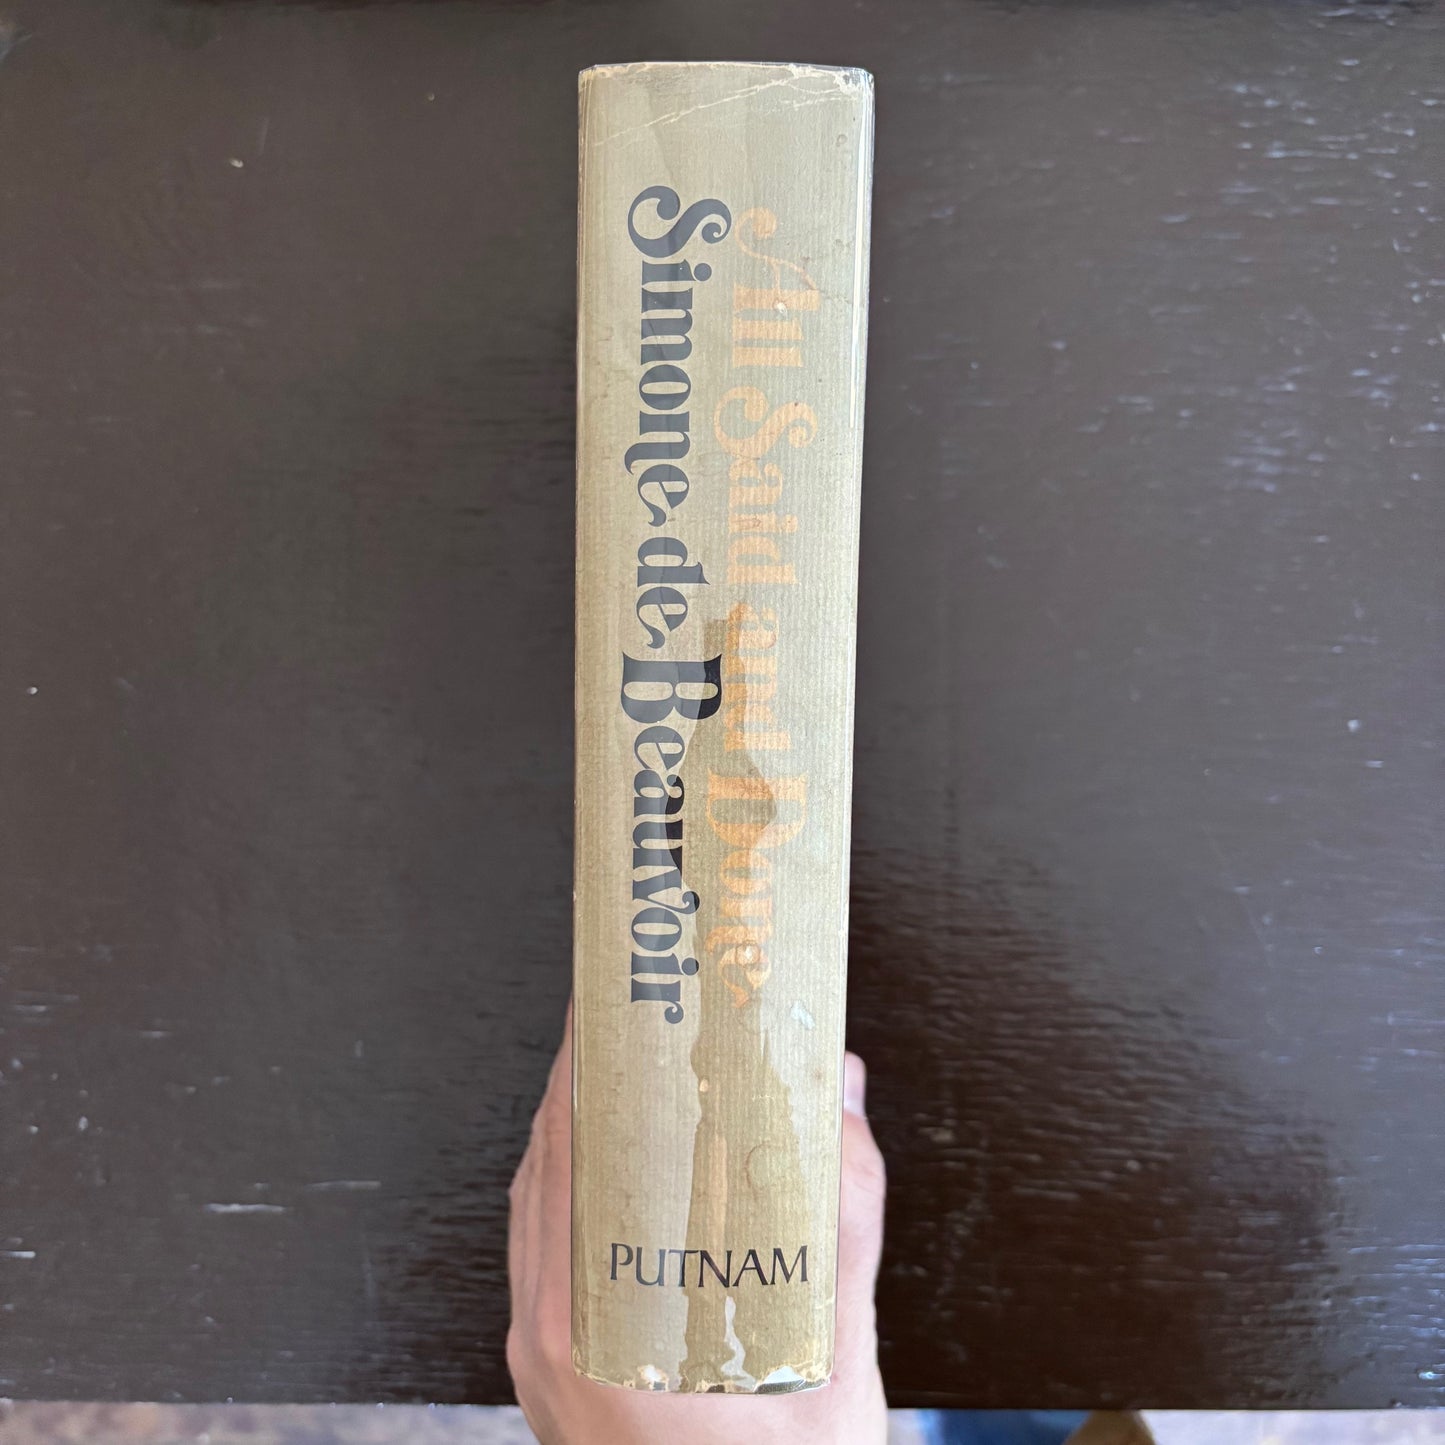 All Said and Done
Simone de Beauvoir
PUTNAM